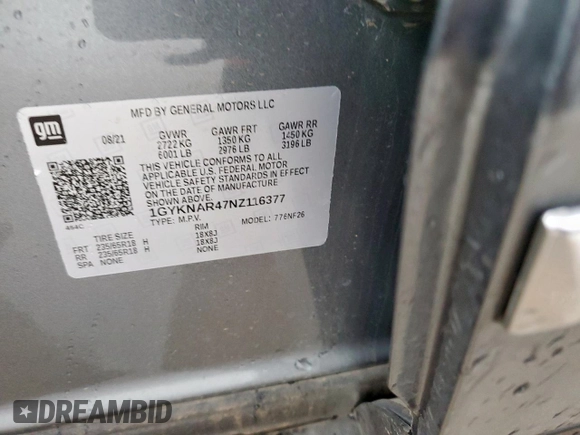 MFD BY GENERAL MOTORS LLC
gm
08/21 GVWR GAWR FRT GAWR RR
2722 KG 1350 KG 1450 KG
6001 LB 2976 LB 3196 LB
THIS VEHICLE CONFORMS TO ALL
APPLICABLE U.S. FEDERAL MOTOR
VEHICLE SAFETY STANDARDS IN EFFECT
ON THE DATE OF MANUFACTURE
1GYKNAR47NZ116377
TYPE: M.P.V. MODEL: 776NF26
TIRE SIZE RIM
FRT 235/65R18 H 18X8J
RR 235/65R18 H 18X8J
SPA NONE NONE
DREAMBID